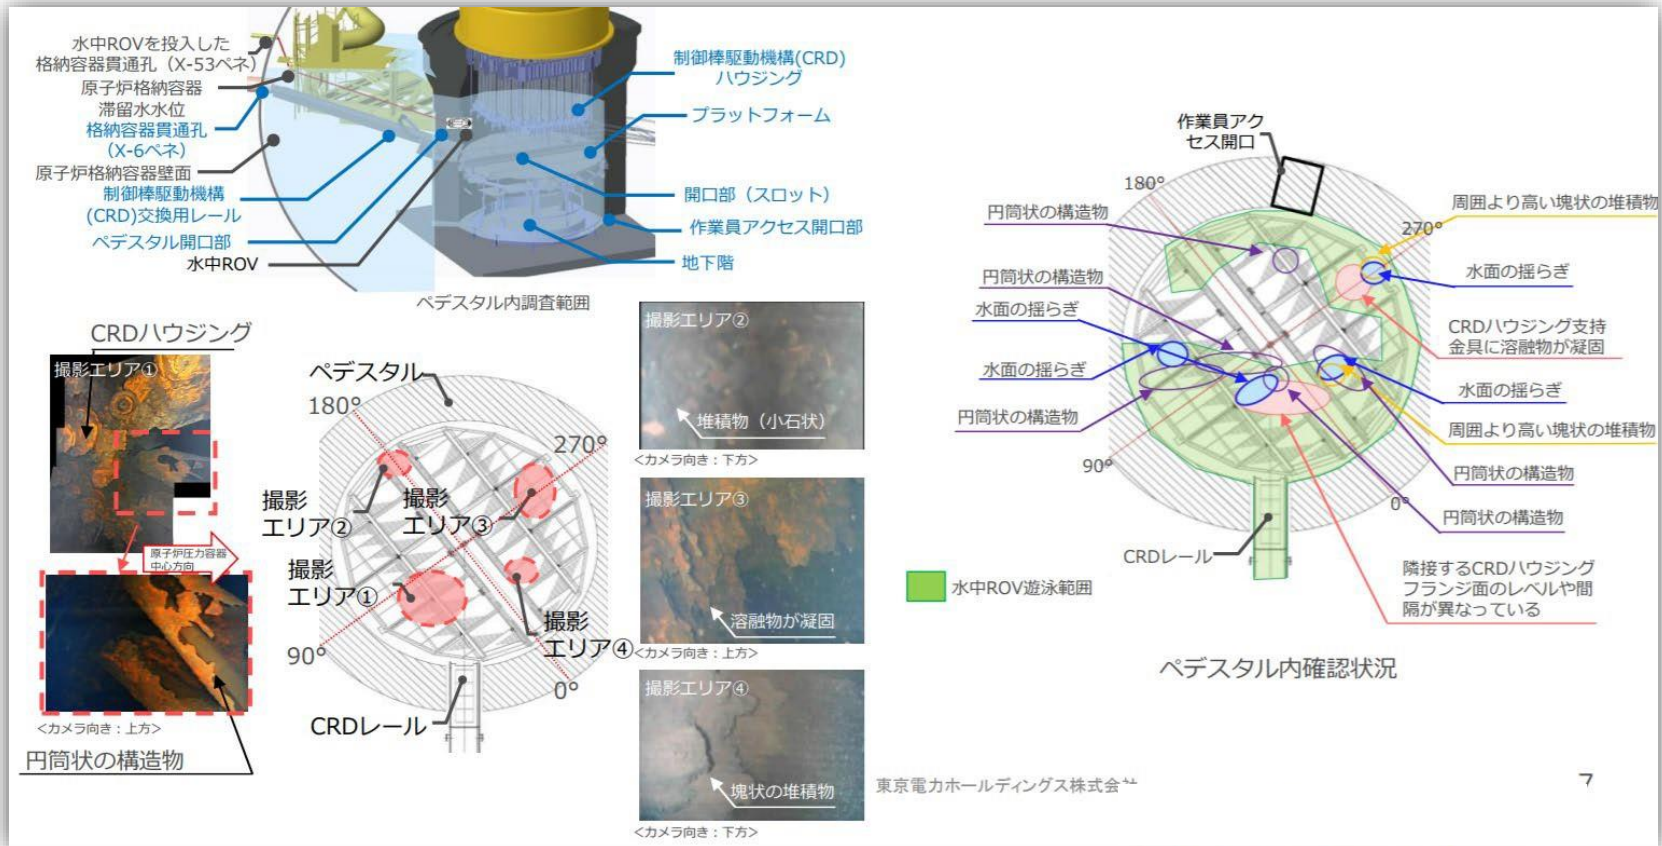 水中ROVを投入した
格納容器貫通孔（X-53ペネ）
原子炉格納容器
滞留水水位
格納容器貫通孔
（X-6ペネ）
原子炉格納容器壁面
制御棒駆動機構
(CRD)交換用レール
ペデスタル開口部
水中ROV
制御棒駆動機構(CRD)
ハウジング
プラットフォーム
開口部（スロット）
作業員アクセス開口部
地下階
ペデスタル内調査範囲
CRDハウジング
撮影エリア①
原子炉圧力容器
中心方向
<カメラ向き：上方>
円筒状の構造物
ペデスタル
180°
270°
撮影
エリア②
撮影
エリア③
撮影
エリア①
撮影
エリア④
90°
0°
CRDレール
撮影エリア②
堆積物（小石状）
<カメラ向き：下方>
撮影エリア③
溶融物が凝固
<カメラ向き：上方>
撮影エリア④
塊状の堆積物
<カメラ向き：下方>
作業員アク
セス開口
180°
円筒状の構造物
周囲より高い塊状の堆積物
270°
円筒状の構造物
水面の揺らぎ
水面の揺らぎ
CRDハウジング支持
金具に溶融物が凝固
水面の揺らぎ
水面の揺らぎ
円筒状の構造物
周囲より高い塊状の堆積物
90°
円筒状の構造物
0°
円筒状の構造物
CRDレール
隣接するCRDハウジング
フランジ面のレベルや間
隔が異なっている
水中ROV遊泳範囲
ペデスタル内確認状況
東京電力ホールディングス株式会
7